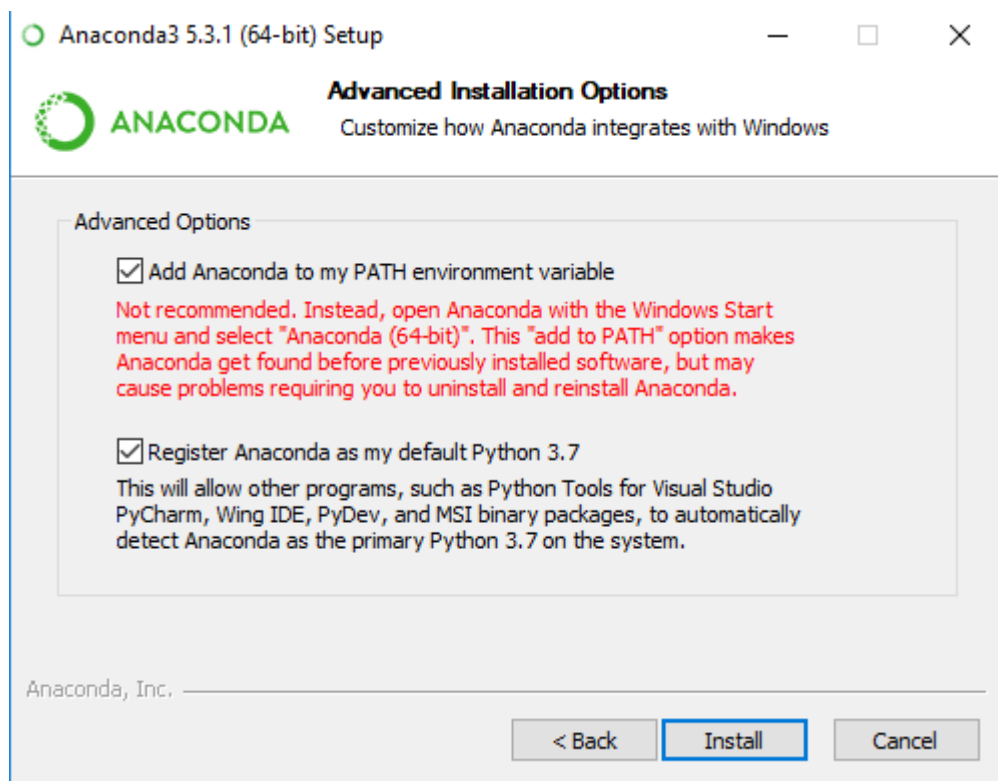 Anaconda3 5.3.1 (64-bit) Setup
ANACONDA
Advanced Installation Options
Customize how Anaconda integrates with Windows
Advanced Options
Add Anaconda to my PATH environment variable
Not recommended. Instead, open Anaconda with the Windows Start
menu and select "Anaconda (64-bit)". This "add to PATH" option makes
Anaconda get found before previously installed software, but may
cause problems requiring you to uninstall and reinstall Anaconda.
Register Anaconda as my default Python 3.7
This will allow other programs, such as Python Tools for Visual Studio
PyCharm, Wing IDE, PyDev, and MSI binary packages, to automatically
detect Anaconda as the primary Python 3.7 on the system.
Anaconda, Inc.
< Back
Install
Cancel